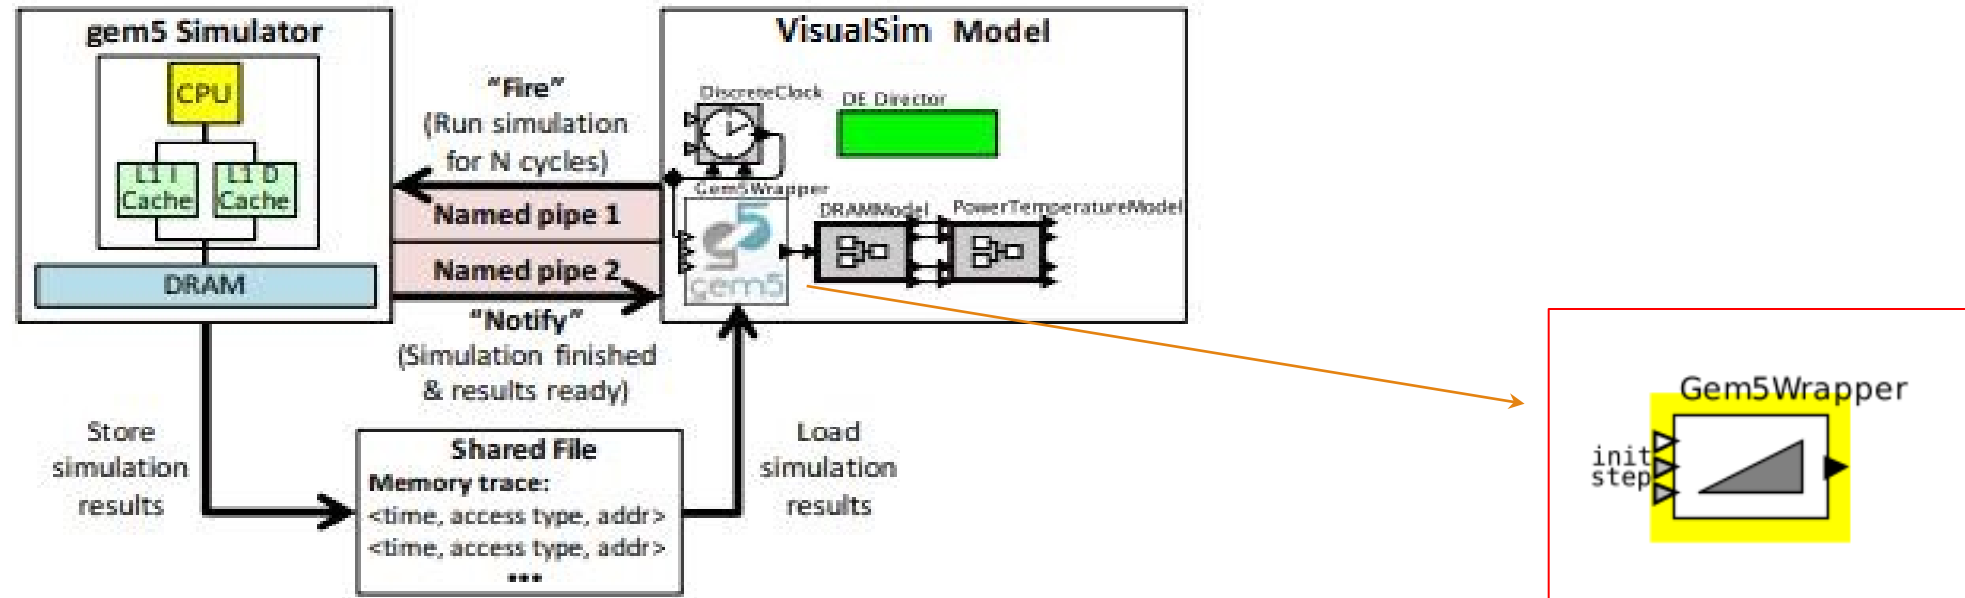 gem5 Simulator
CPU
L1 I
Cache
L1 D
Cache
DRAM
“Fire”
(Run simulation
for N cycles)
Named pipe 1
Named pipe 2
“Notify”
(Simulation finished
& results ready)
VisualSim Model
DiscreteClock
DE Director
Gem5Wrapper
gem5
DRAMModel
PowerTemperatureModel
Store
simulation
results
Shared File
Memory trace:
<time, access type, addr>
<time, access type, addr>
•••
Load
simulation
results
Gem5Wrapper
init
step